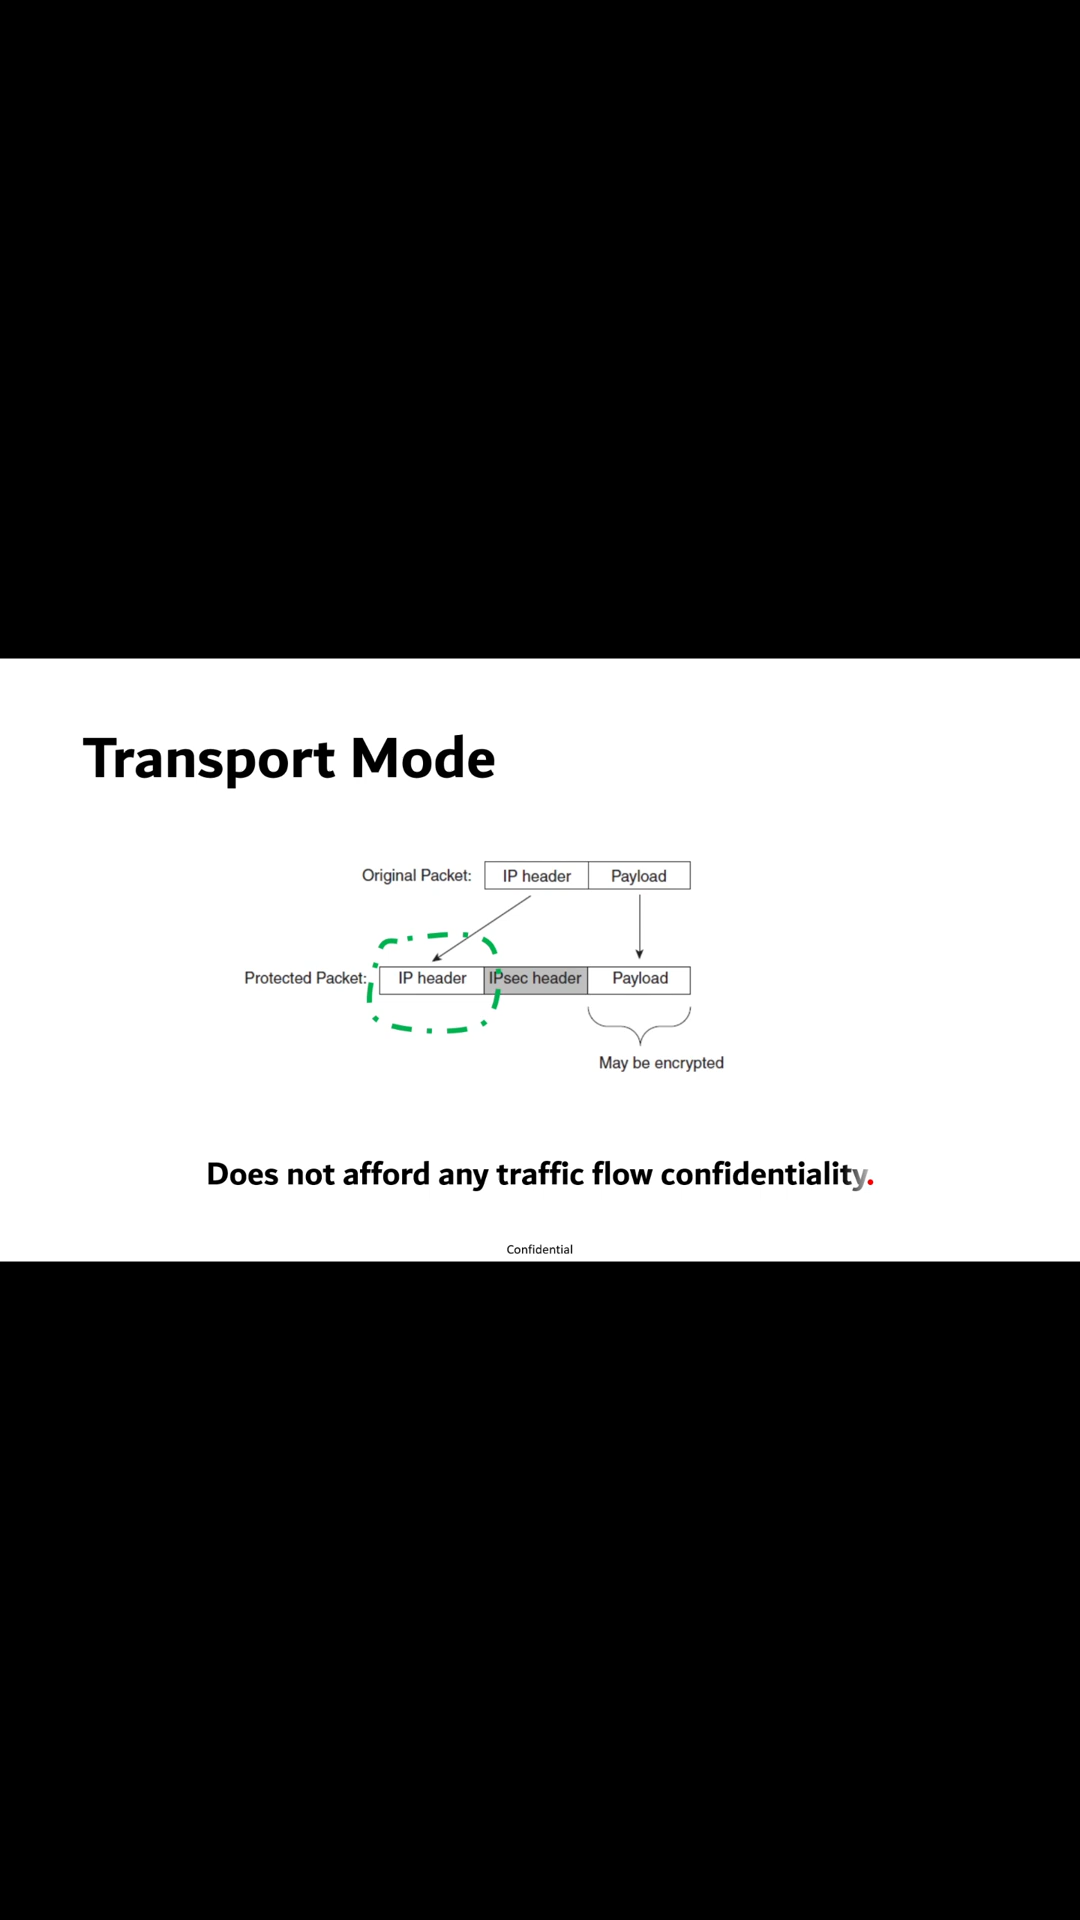 Transport Mode
Original Packet: IP header Payload
Protected Packet: IP header IPsec header Payload
May be encrypted
Does not afford any traffic flow confidentiality.
Confidential